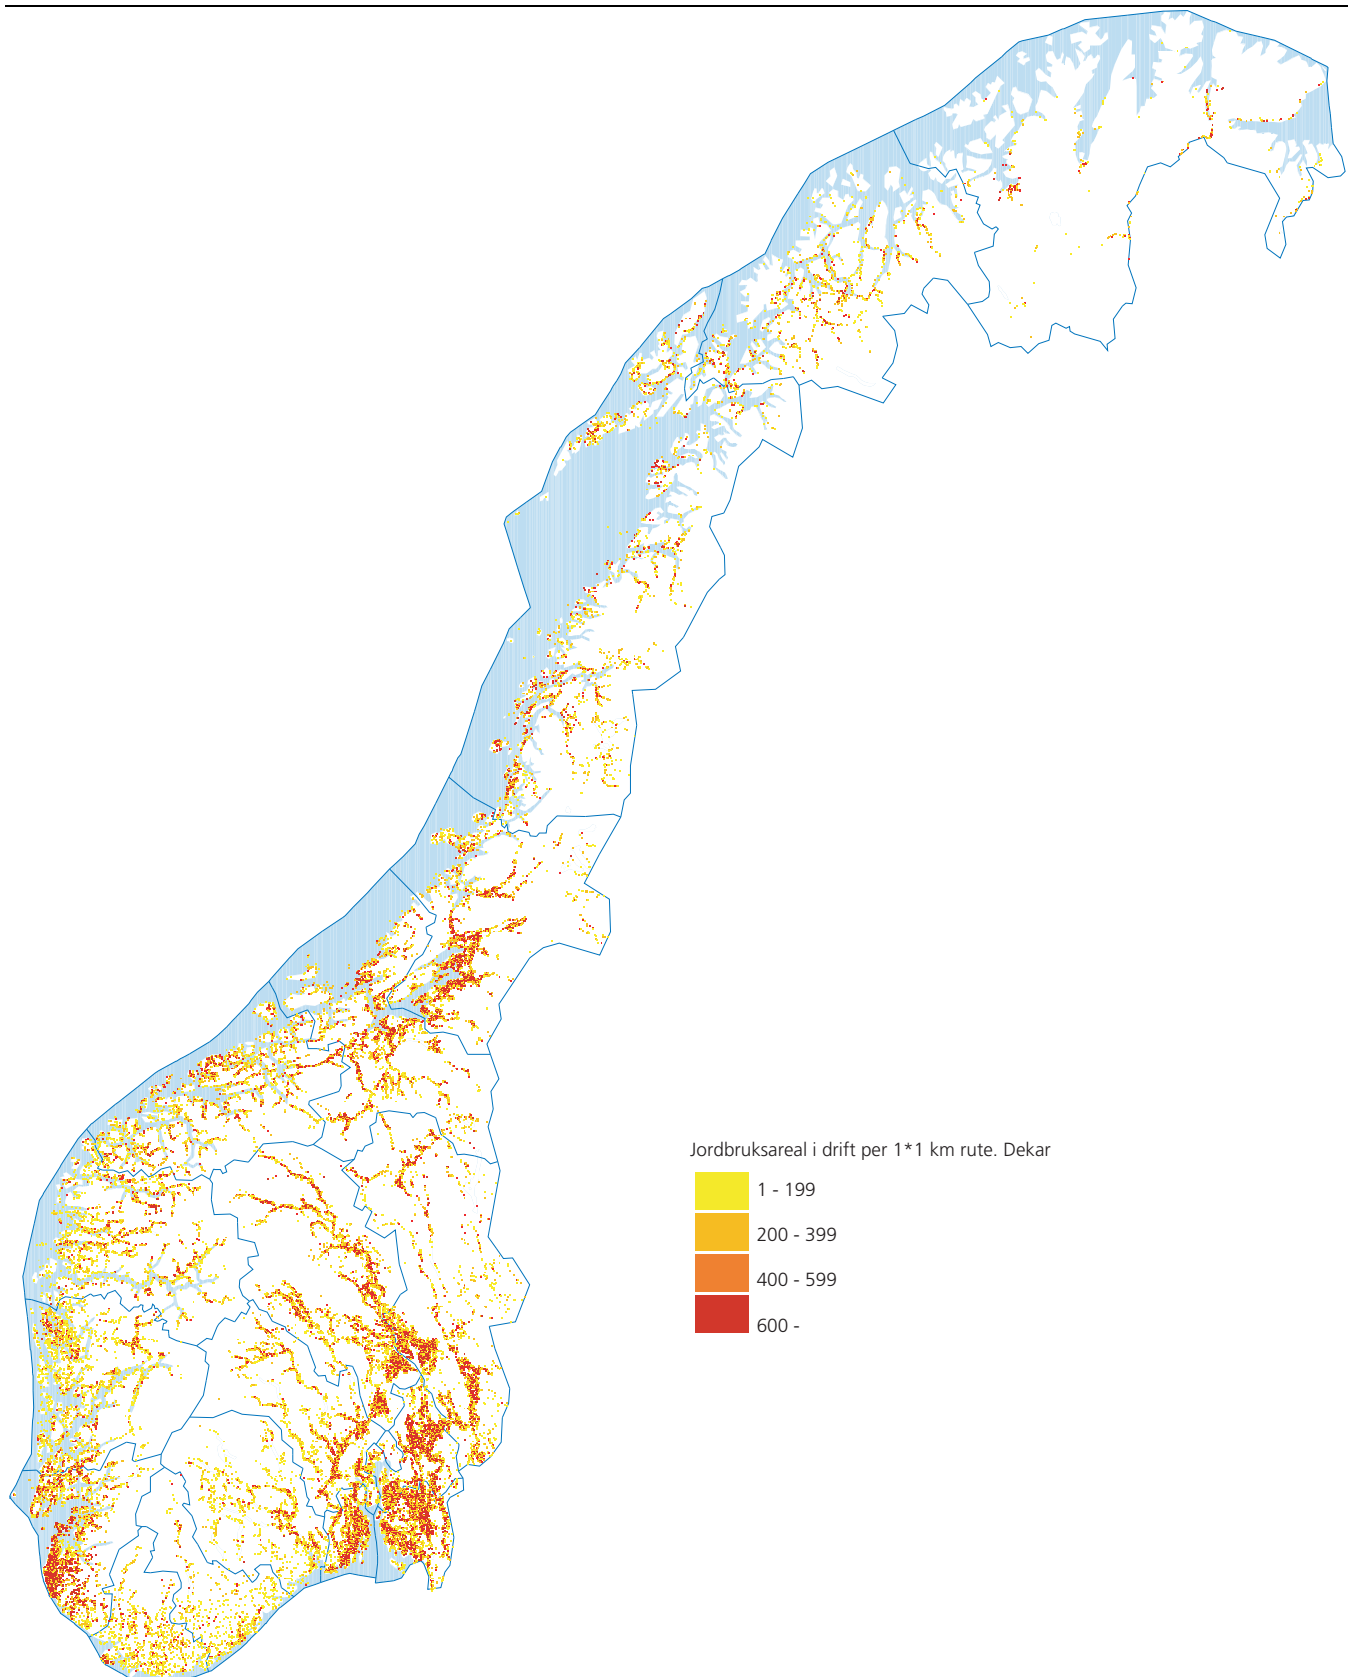 Jordbruksareal i drift per 1*1 km rute. Dekar
1 - 199
200 - 399
400 - 599
600 -